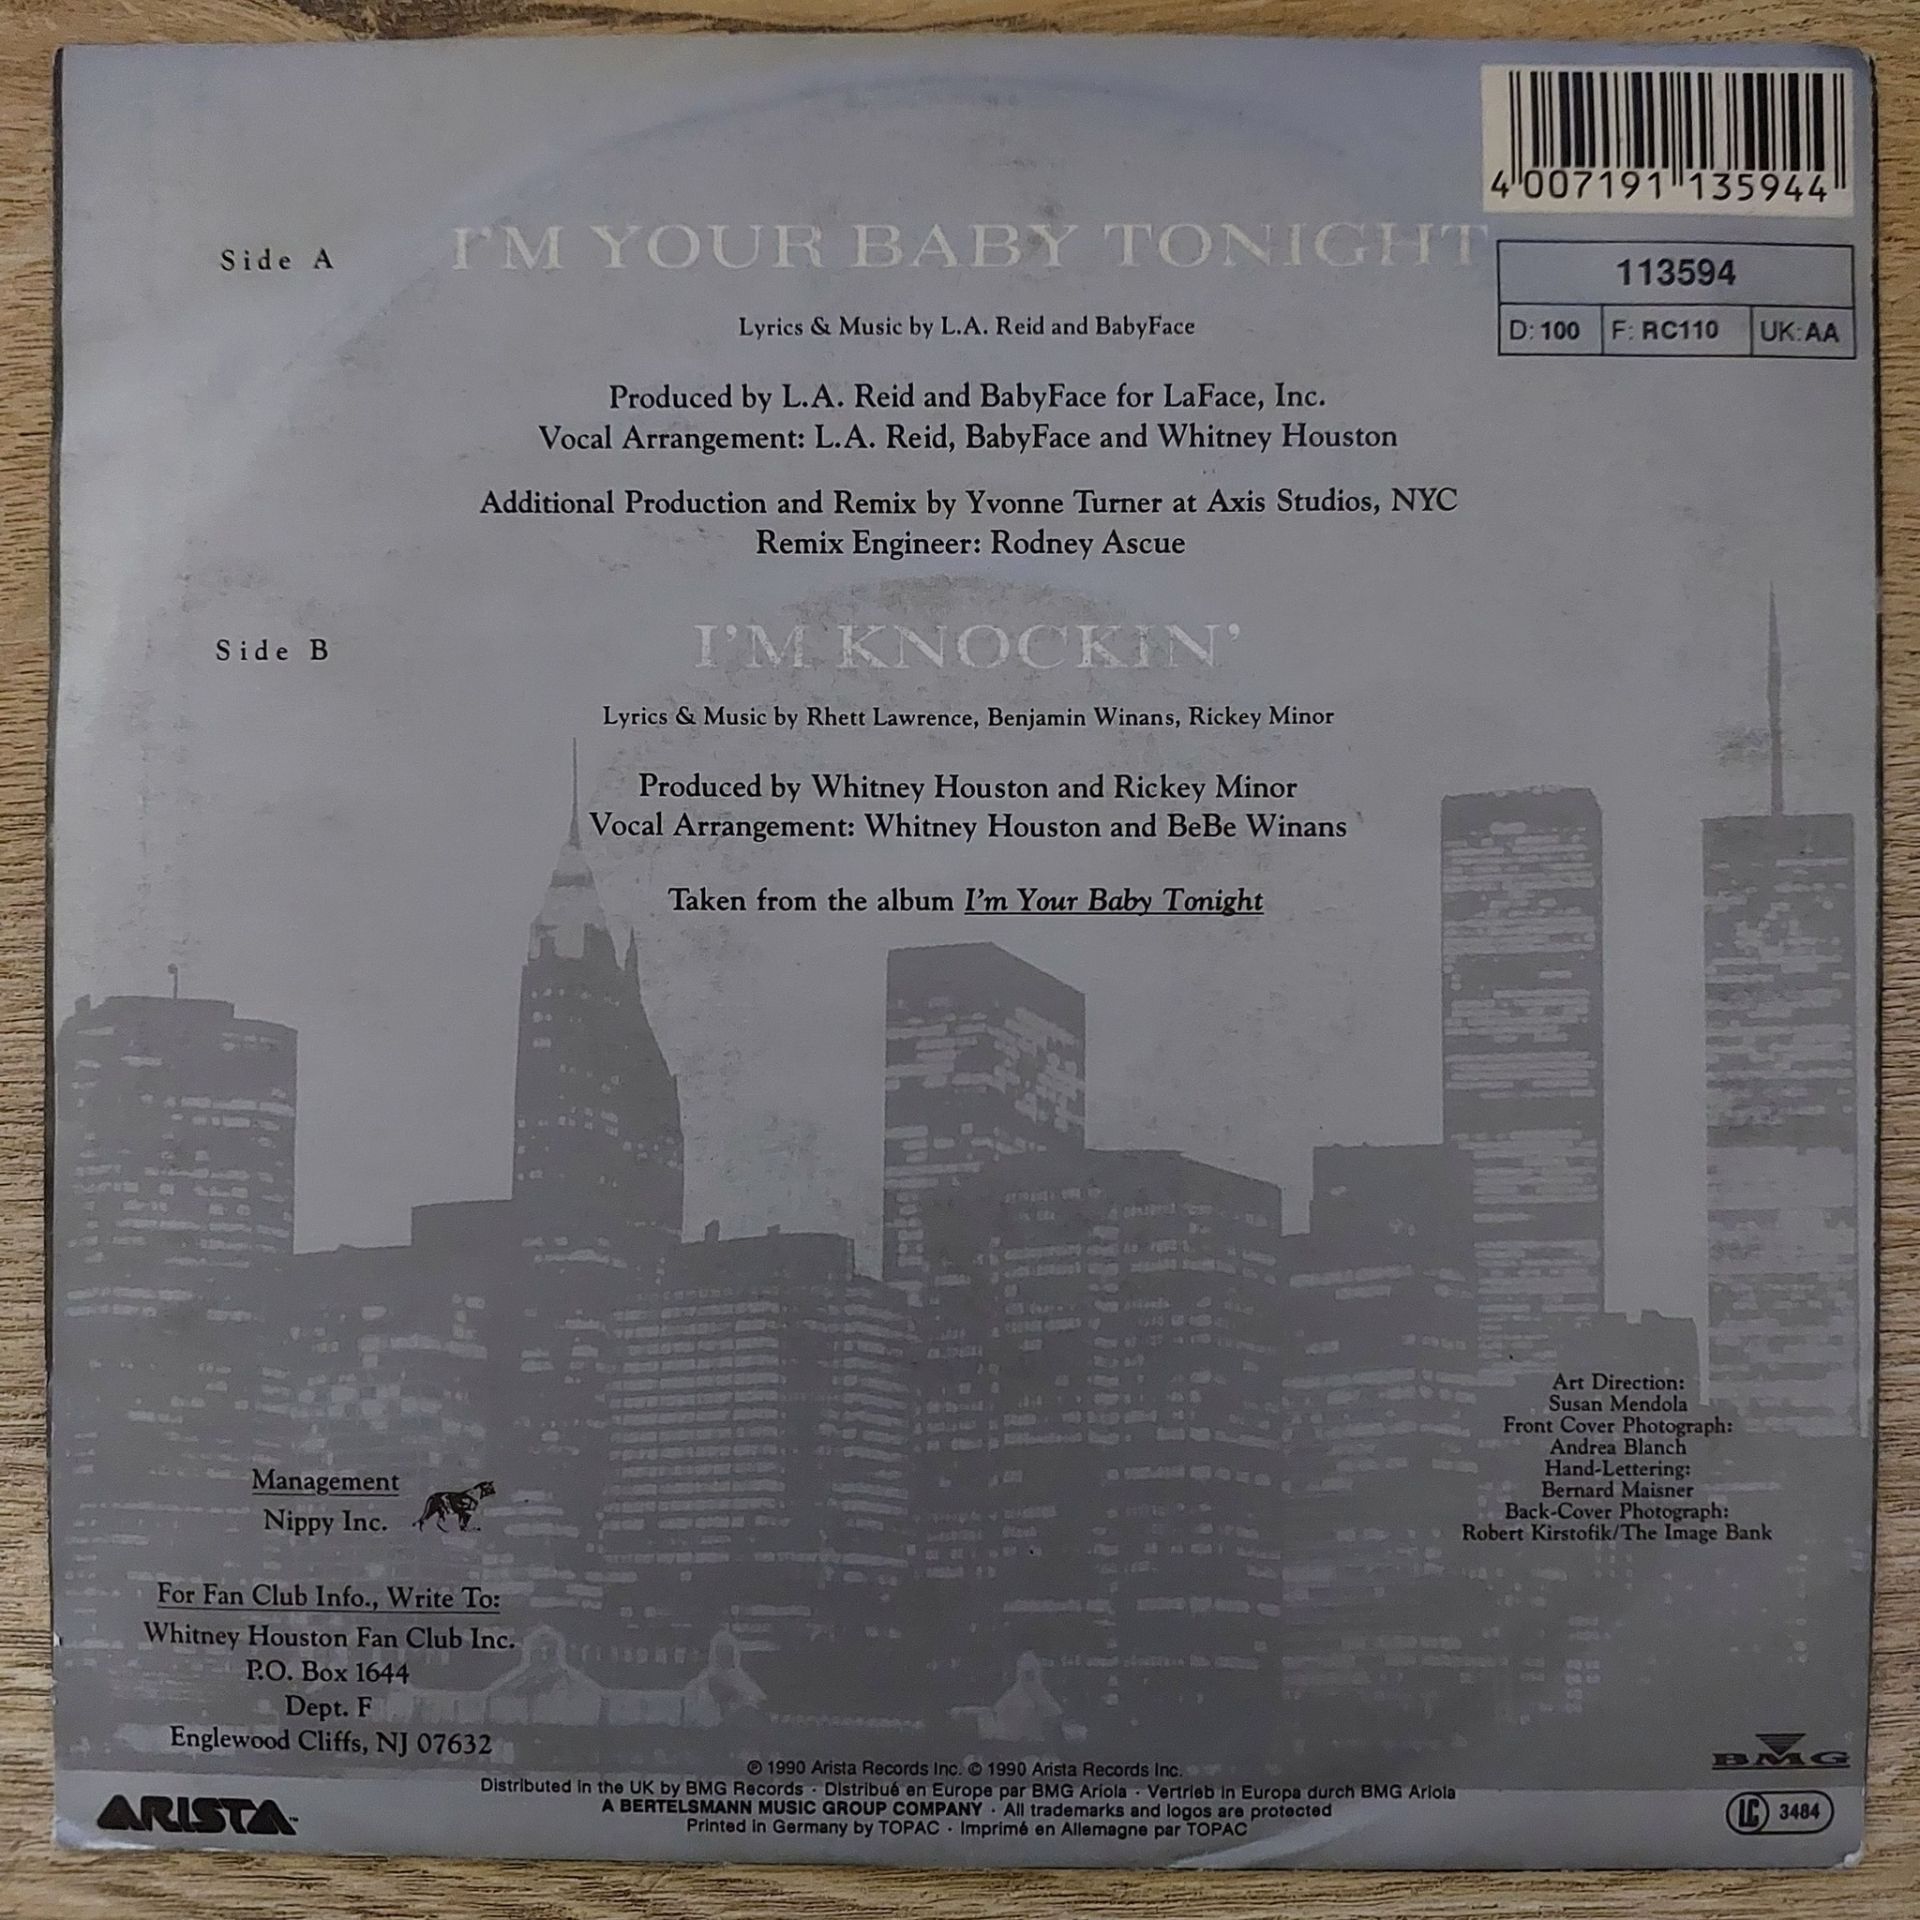 4 007191 135944
113594
D: 100 F: RC110 UK: AA
Side A I'M YOUR BABY TONIGHT
Lyrics & Music by L.A. Reid and BabyFace
Produced by L.A. Reid and BabyFace for LaFace, Inc.
Vocal Arrangement: L.A. Reid, BabyFace and Whitney Houston
Additional Production and Remix by Yvonne Turner at Axis Studios, NYC
Remix Engineer: Rodney Ascue
Side B I'M KNOCKIN'
Lyrics & Music by Rhett Lawrence, Benjamin Winans, Rickey Minor
Produced by Whitney Houston and Rickey Minor
Vocal Arrangement: Whitney Houston and BeBe Winans
Taken from the album I'm Your Baby Tonight
Art Direction:
Susan Mendola
Front Cover Photograph:
Andrea Blanch
Hand-Lettering:
Bernard Maisner
Back-Cover Photograph:
Robert Kirstofik/The Image Bank
Management
Nippy Inc.
For Fan Club Info., Write To:
Whitney Houston Fan Club Inc.
P.O. Box 1644
Dept. F
Englewood Cliffs, NJ 07632
℗ 1990 Arista Records Inc. © 1990 Arista Records Inc.
Distributed in the UK by BMG Records · Distribué en Europe par BMG Ariola · Vertrieb in Europa durch BMG Ariola
A BERTELSMANN MUSIC GROUP COMPANY · All trademarks and logos are protected
Printed in Germany by TOPAC · Imprimé en Allemagne par TOPAC
ARISTA™
BMG
LC 3484